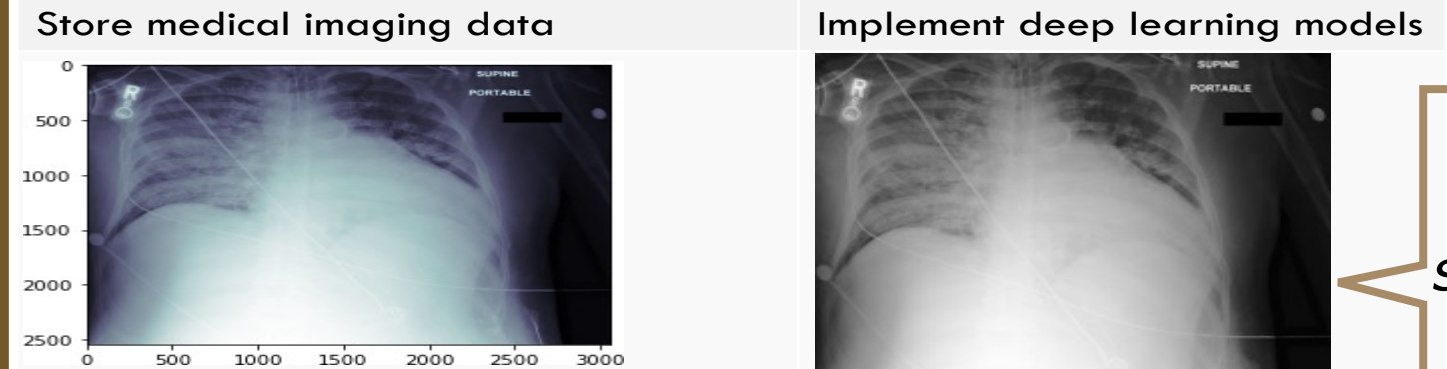 Store medical imaging data
Implement deep learning models
0
SUPINE
PORTABLE
R
500
1000
1500
2000
2500
0 500 1000 1500 2000 2500 3000
SUPINE
PORTABLE
R
S